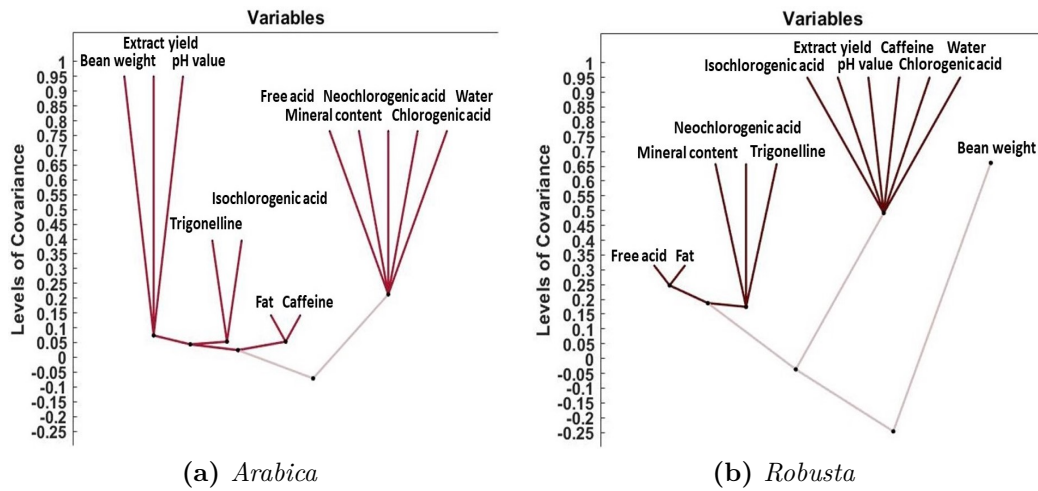 Variables
Levels of Covariance
1
0.95
0.9
0.85
0.8
0.75
0.7
0.65
0.6
0.55
0.5
0.45
0.4
0.35
0.3
0.25
0.2
0.15
0.1
0.05
0
-0.05
-0.1
-0.15
-0.2
-0.25
Extract yield
Bean weight pH value
Free acid Neochlorogenic acid Water
Mineral content Chlorogenic acid
Isochlorogenic acid
Trigonelline
Fat Caffeine
(a) Arabica
Variables
Levels of Covariance
1
0.95
0.9
0.85
0.8
0.75
0.7
0.65
0.6
0.55
0.5
0.45
0.4
0.35
0.3
0.25
0.2
0.15
0.1
0.05
0
-0.05
-0.1
-0.15
-0.2
-0.25
Extract yield Caffeine Water
Isochlorogenic acid pH value Chlorogenic acid
Neochlorogenic acid
Mineral content Trigonelline
Bean weight
Free acid Fat
(b) Robusta